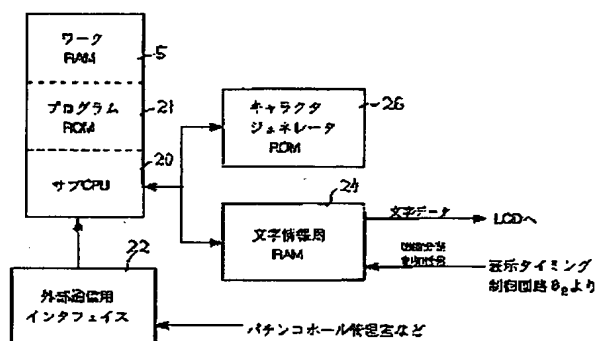 ワーク
RAM
5
プログラム
ROM
21
20
サブCPU
キャラクタ
ジェネレータ
ROM
26
24
文字情報用
RAM
文字データ
LCDへ
表示タイミング
制御回路8₂より
22
外部通信用
インタフェイス
パチンコホール管理室など